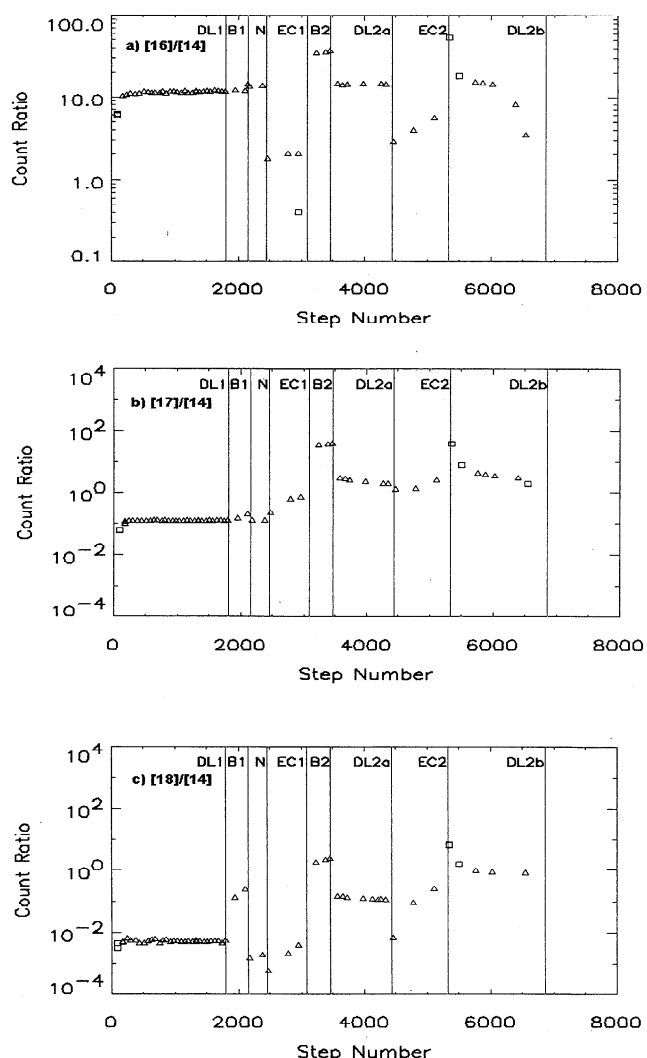 DL1 B1 N EC1 B2 DL2a EC2 DL2b
a) [16]/[14]
100.0
10.0
1.0
0.1
Count Ratio
0 2000 4000 6000 8000
Step Number
DL1 B1 N EC1 B2 DL2a EC2 DL2b
b) [17]/[14]
10^4
10^2
10^0
10^-2
10^-4
Count Ratio
0 2000 4000 6000 8000
Step Number
DL1 B1 N EC1 B2 DL2a EC2 DL2b
c) [18]/[14]
10^4
10^2
10^0
10^-2
10^-4
Count Ratio
0 2000 4000 6000 8000
Step Number